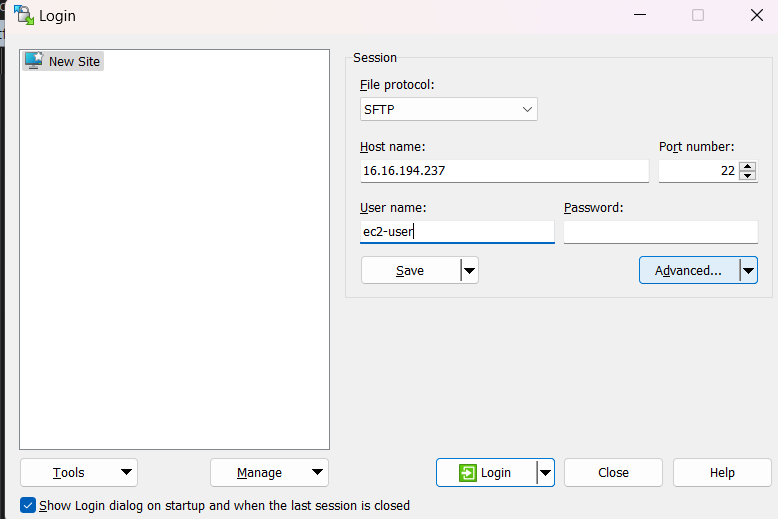 Login
New Site
Session
File protocol:
SFTP
Host name:
Port number:
16.16.194.237
22
User name:
Password:
ec2-user
Save
Advanced...
Tools
Manage
Login
Close
Help
Show Login dialog on startup and when the last session is closed